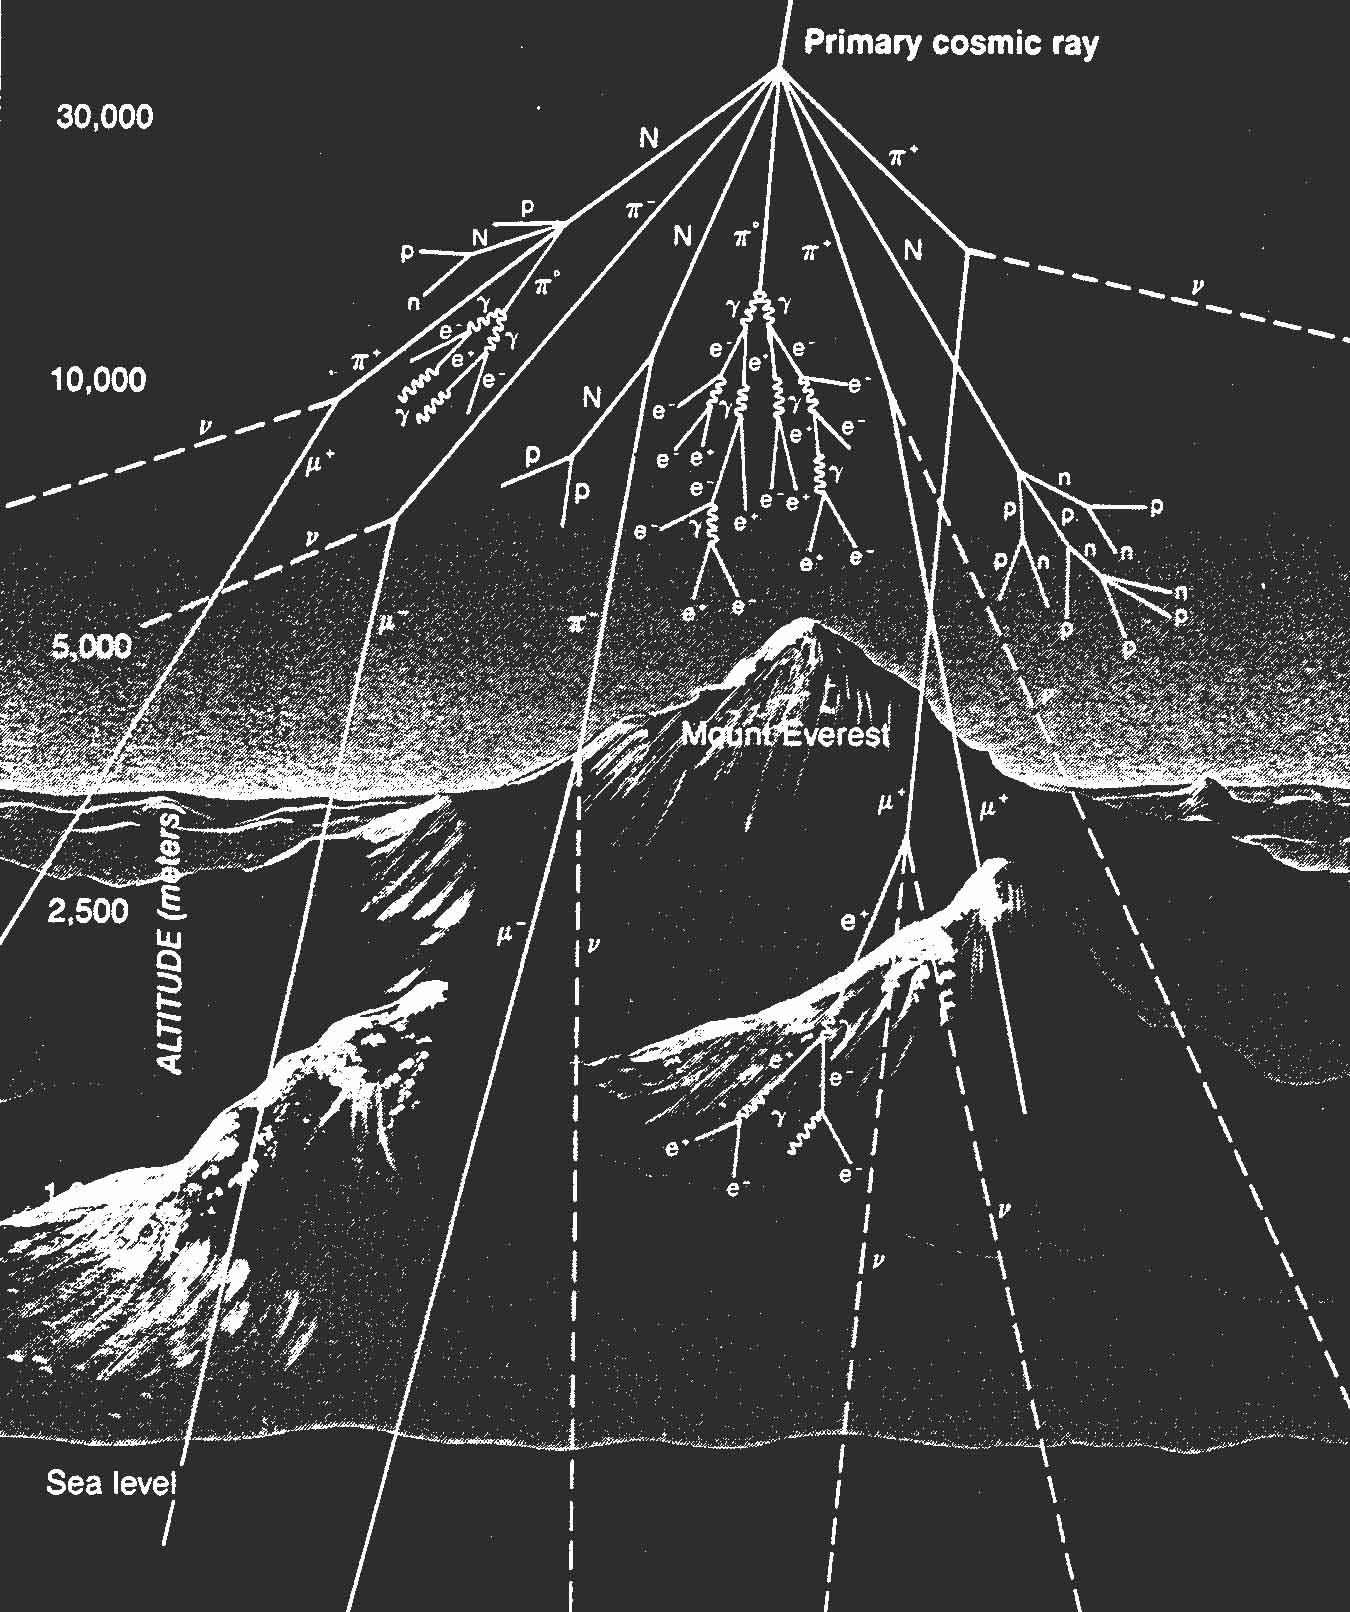 Primary cosmic ray
30,000
N
π⁺
p
π⁻
N
N
π°
p
π⁺
N
π°
ν
n
γ
γ
γ
e⁻
γ
π⁺
e⁺
e⁻
e⁺
e⁻
10,000
e⁻
e⁻
N
γ
e⁻
γ
γ
ν
e⁻
e⁺
p
e⁻
e⁺
μ⁺
γ
n
p
e⁻
e⁻
e⁺
p
p
p
ν
e⁻
γ
e⁺
e⁺
e⁻
p
n
n
n
n
p
e⁺
e⁻
p
μ⁻
π⁻
p
5,000
ν
Mount Everest
μ⁺
μ⁺
ALTITUDE (meters)
2,500
e⁺
μ⁻
ν
γ
e⁺
e⁻
γ
e⁺
e⁻
e⁻
ν
ν
Sea level